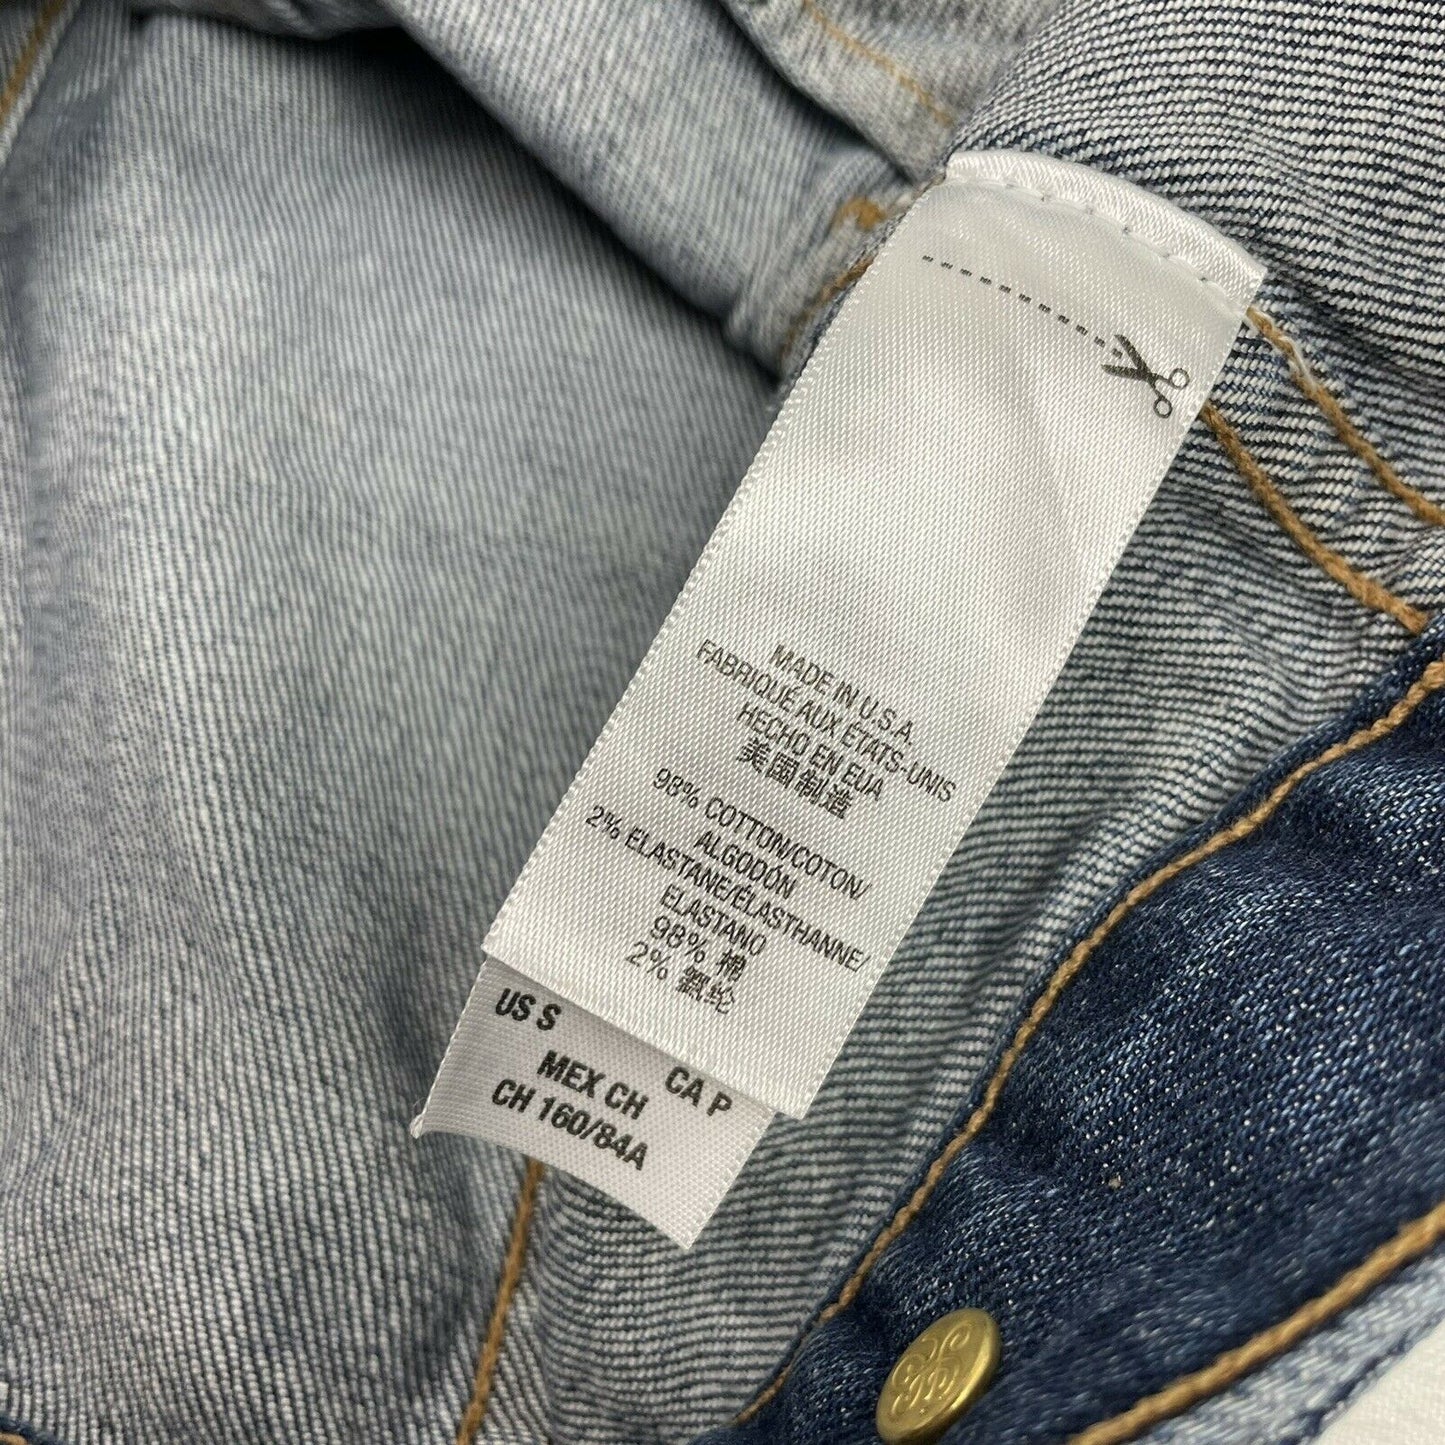 MADE IN U.S.A.
FABRIQUÉ AUX ÉTATS-UNIS
HECHO EN EUA
美国制造
98% COTTON/COTON/
ALGODÓN
2% ELASTANE/ÉLASTHANNE/
ELASTANO
98% 棉
2% 氨纶
US S CA P
MEX CH
CH 160/84A